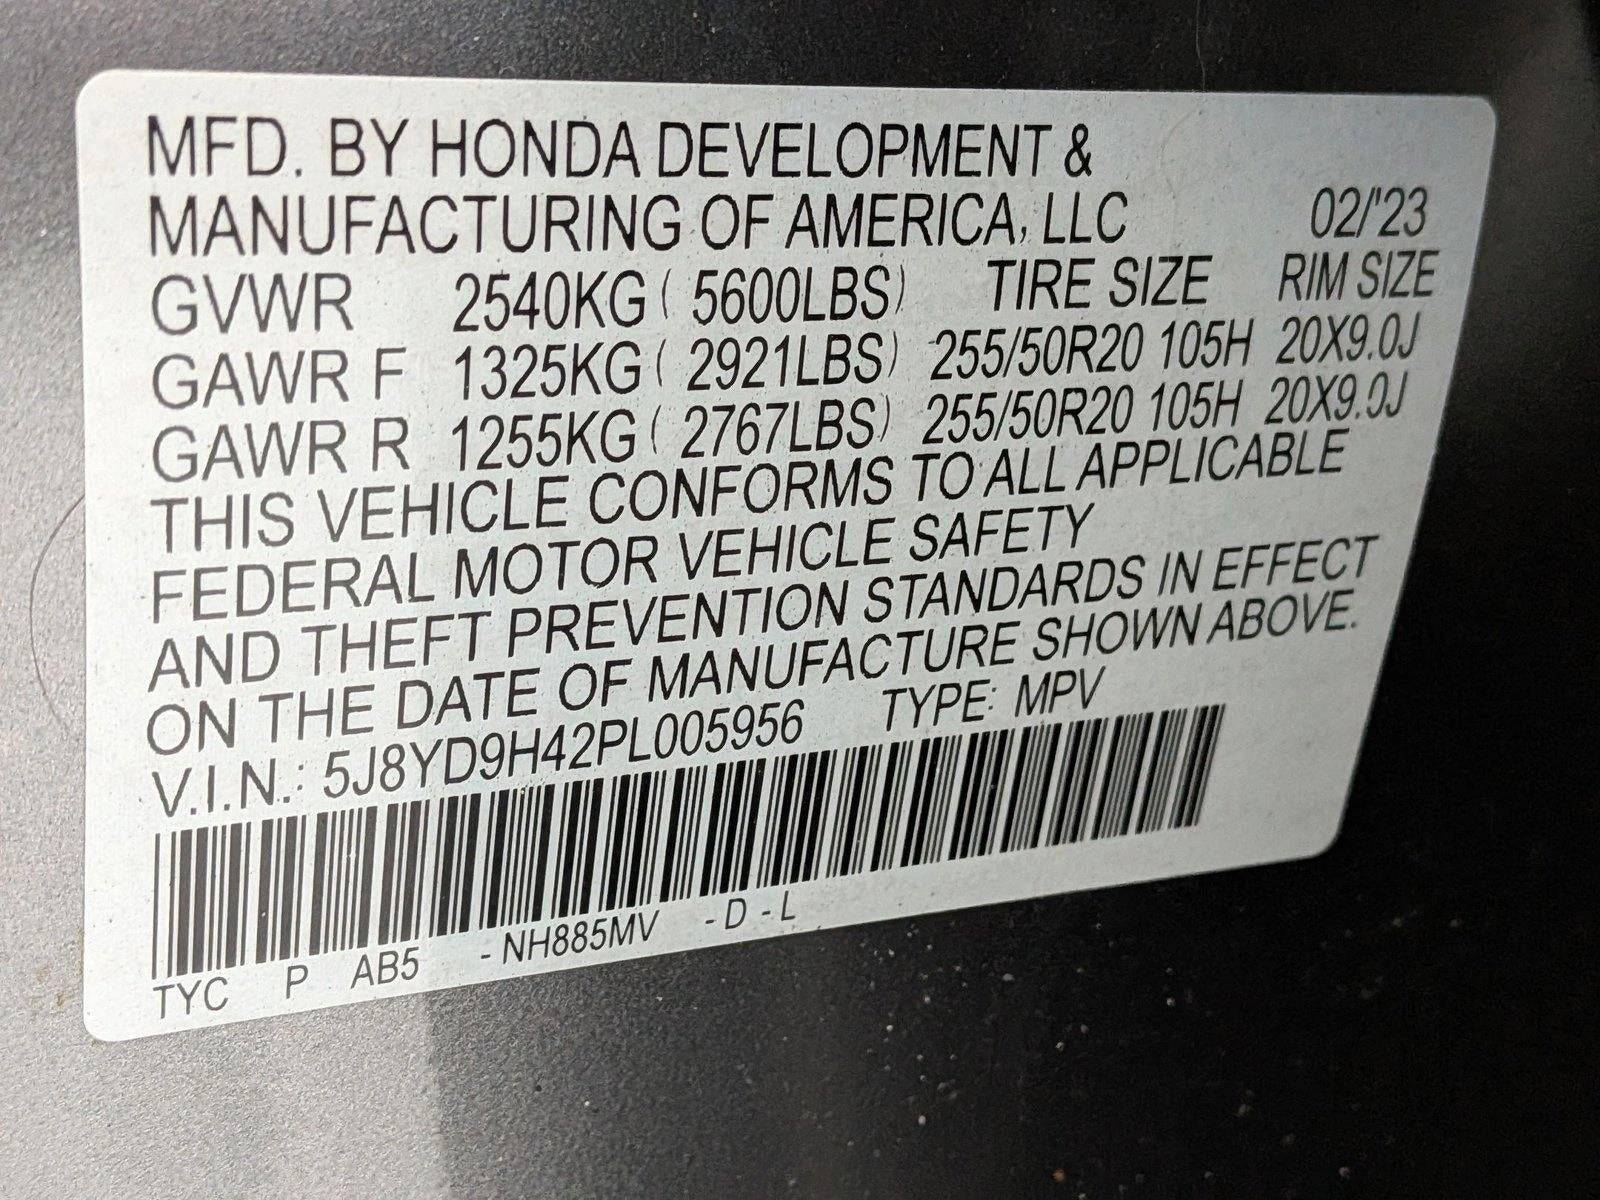 MFD. BY HONDA DEVELOPMENT &
MANUFACTURING OF AMERICA, LLC 02/'23
GVWR 2540KG ( 5600LBS) TIRE SIZE RIM SIZE
GAWR F 1325KG ( 2921LBS) 255/50R20 105H 20X9.0J
GAWR R 1255KG ( 2767LBS) 255/50R20 105H 20X9.0J
THIS VEHICLE CONFORMS TO ALL APPLICABLE
FEDERAL MOTOR VEHICLE SAFETY
AND THEFT PREVENTION STANDARDS IN EFFECT
ON THE DATE OF MANUFACTURE SHOWN ABOVE.
V.I.N.: 5J8YD9H42PL005956 TYPE: MPV
TYC P AB5 - NH885MV - D - L